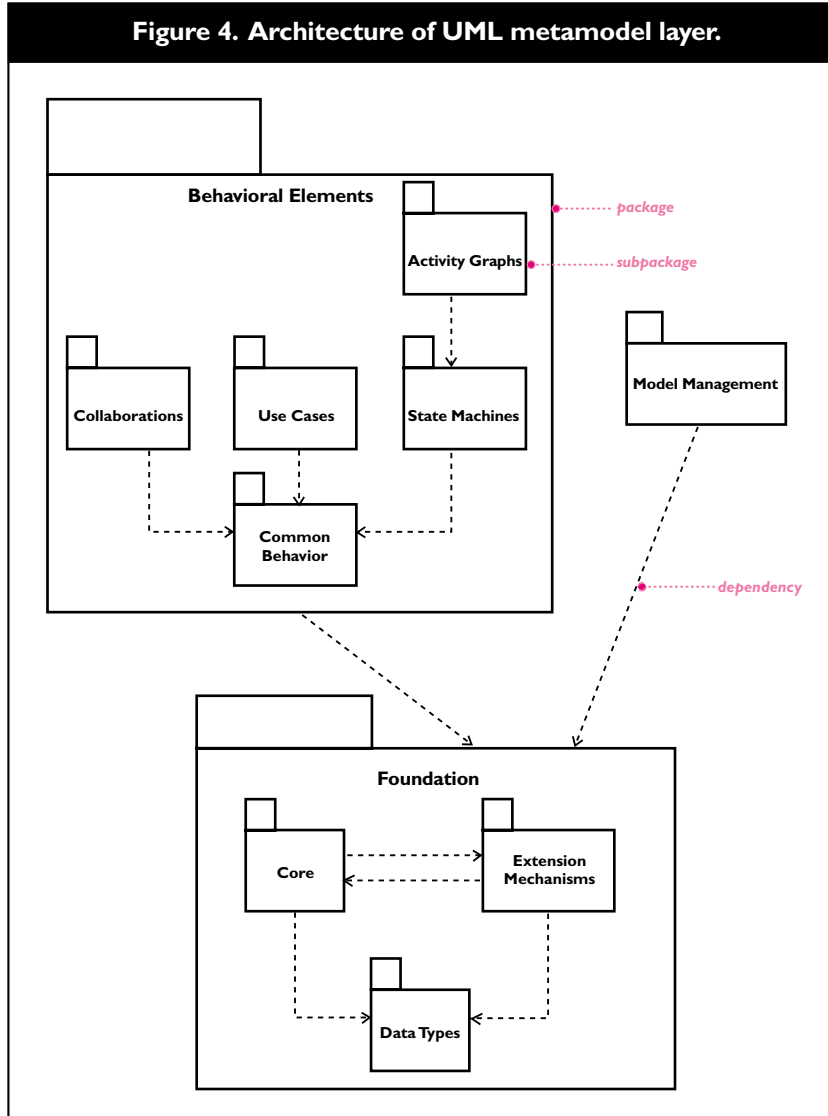 Figure 4. Architecture of UML metamodel layer.
Behavioral Elements
package
Activity Graphs
subpackage
Model Management
Collaborations
Use Cases
State Machines
Common
Behavior
dependency
Foundation
Core
Extension
Mechanisms
Data Types